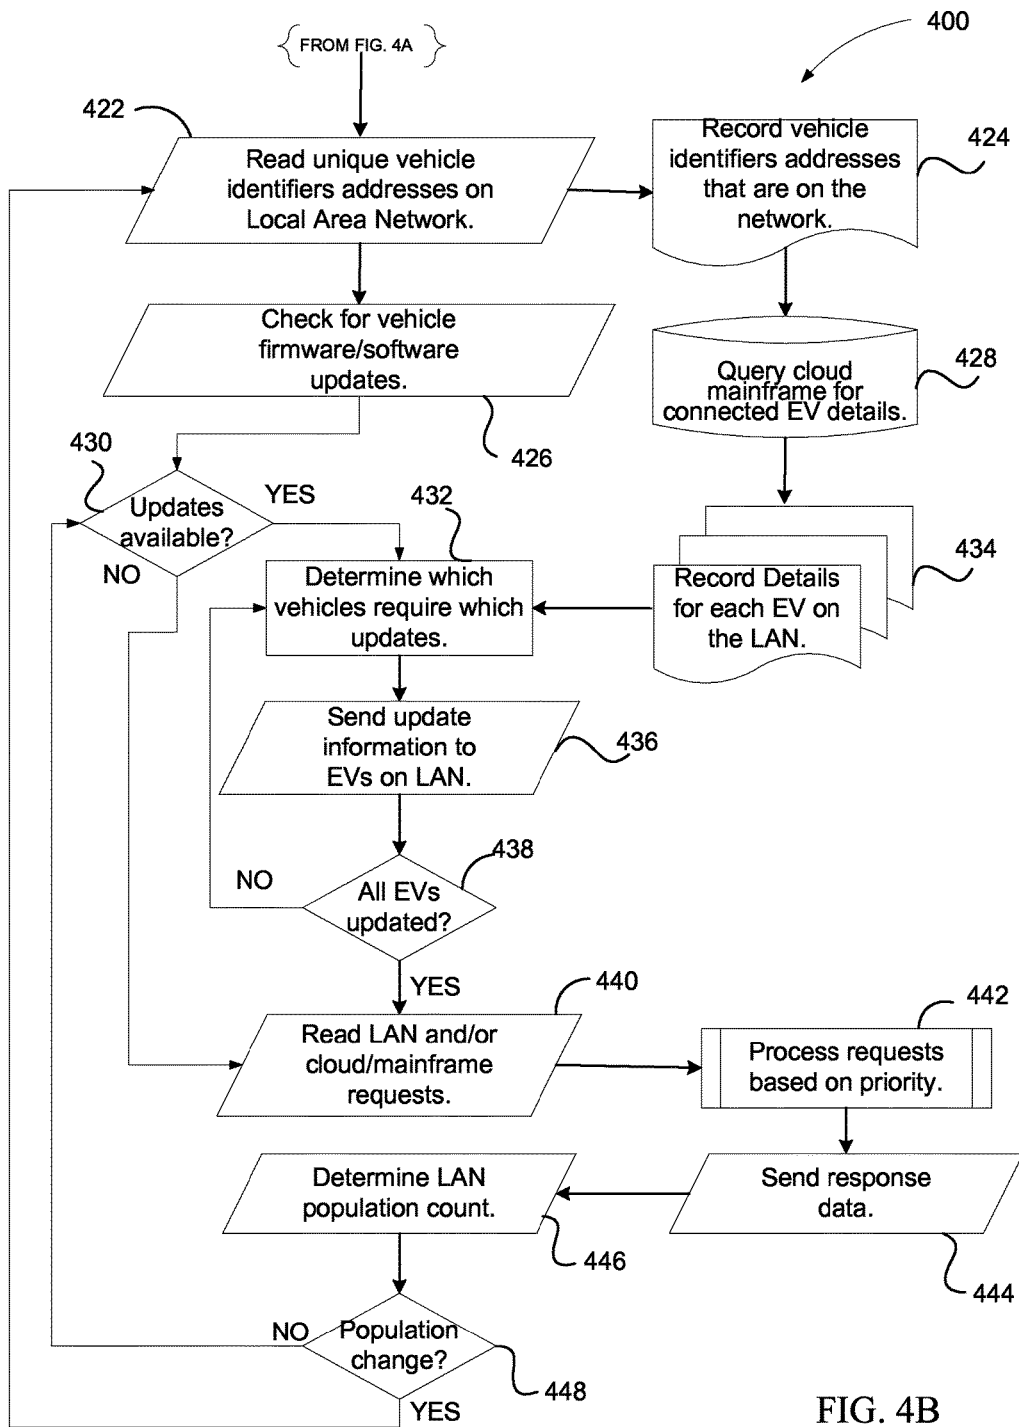 FROM FIG. 4A
400
422
Read unique vehicle
identifiers addresses on
Local Area Network.
Record vehicle
identifiers addresses
that are on the
network.
424
Check for vehicle
firmware/software
updates.
426
Query cloud
mainframe for
connected EV details.
428
430
Updates
available?
YES
NO
432
Determine which
vehicles require which
updates.
Record Details
for each EV on
the LAN.
434
Send update
information to
EVs on LAN.
436
438
All EVs
updated?
NO
YES
440
Read LAN and/or
cloud/mainframe
requests.
442
Process requests
based on priority.
Send response
data.
444
Determine LAN
population count.
446
Population
change?
NO
448
YES
FIG. 4B